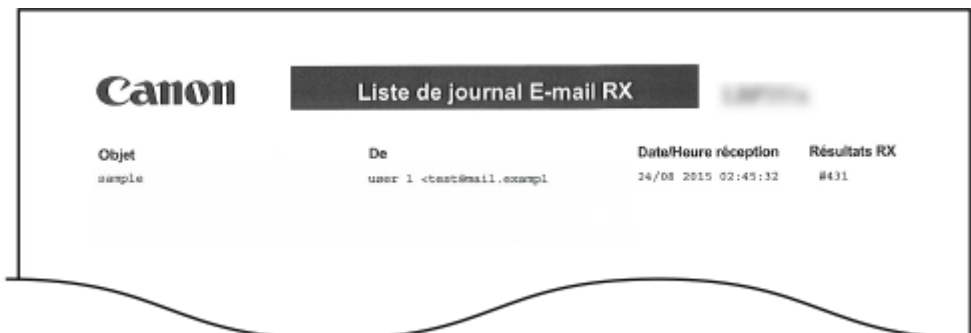 Canon Liste de journal E-mail RX
Objet De Date/Heure réception Résultats RX
sample user 1 <test@mail.exampl 24/08 2015 02:45:32 #431